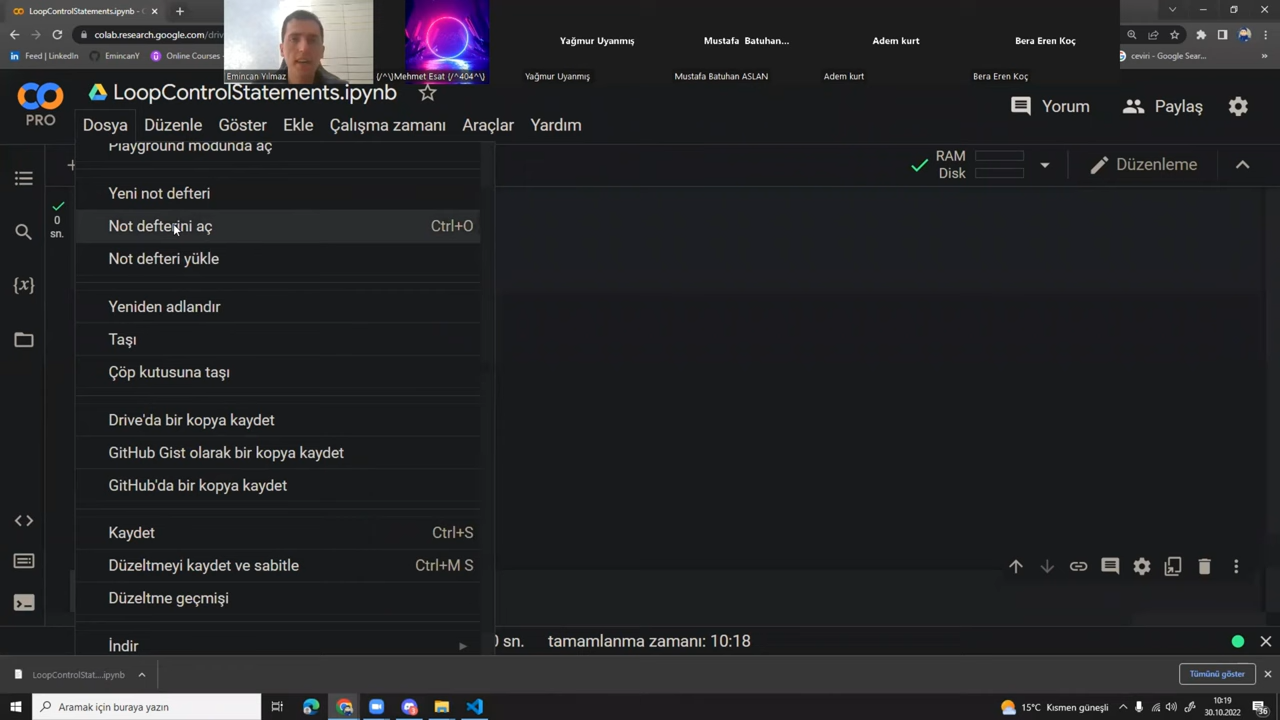 LoopControlStatements.ipynb -
colab.research.google.com/driv
Feed | LinkedIn
EmincanY
Online Courses -
ceviri - Google Sear...
Emincan Yılmaz
{/^\}Mehmet Esat {/^404^\}
Yağmur Uyanmış
Mustafa Batuhan...
Adem kurt
Bera Eren Koç
Yağmur Uyanmış
Mustafa Batuhan ASLAN
Adem kurt
Bera Eren Koç
CO
PRO
LoopControlStatements.ipynb
Dosya Düzenle Göster Ekle Çalışma zamanı Araçlar Yardım
Yorum
Paylaş
RAM
Disk
Düzenleme
0
sn.
{x}
Playground modunda aç
Yeni not defteri
Not defterini aç Ctrl+O
Not defteri yükle
Yeniden adlandır
Taşı
Çöp kutusuna taşı
Drive'da bir kopya kaydet
GitHub Gist olarak bir kopya kaydet
GitHub'da bir kopya kaydet
Kaydet Ctrl+S
Düzeltmeyi kaydet ve sabitle Ctrl+M S
Düzeltme geçmişi
İndir
0 sn. tamamlanma zamanı: 10:18
LoopControlStat....ipynb
Tümünü göster
Aramak için buraya yazın
15°C Kısmen güneşli
10:19
30.10.2022